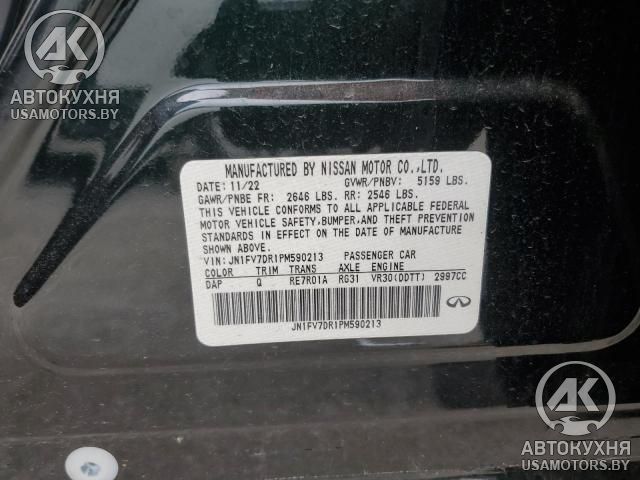 AK
АВТОКУХНЯ
USAMOTORS.BY
MANUFACTURED BY NISSAN MOTOR CO.,LTD.
DATE: 11/22 GVWR/PNBV: 5159 LBS.
GAWR/PNBE FR: 2646 LBS. RR: 2546 LBS.
THIS VEHICLE CONFORMS TO ALL APPLICABLE FEDERAL
MOTOR VEHICLE SAFETY, BUMPER, AND THEFT PREVENTION
STANDARDS IN EFFECT ON THE DATE OF MANUFACTURE
SHOWN ABOVE.
VIN: JN1FV7DR1PM590213 PASSENGER CAR
COLOR TRIM TRANS AXLE ENGINE
DAP Q RE7R01A RG31 VR30(DDTT) 2997CC
JN1FV7DR1PM590213
AK
АВТОКУХНЯ
USAMOTORS.BY